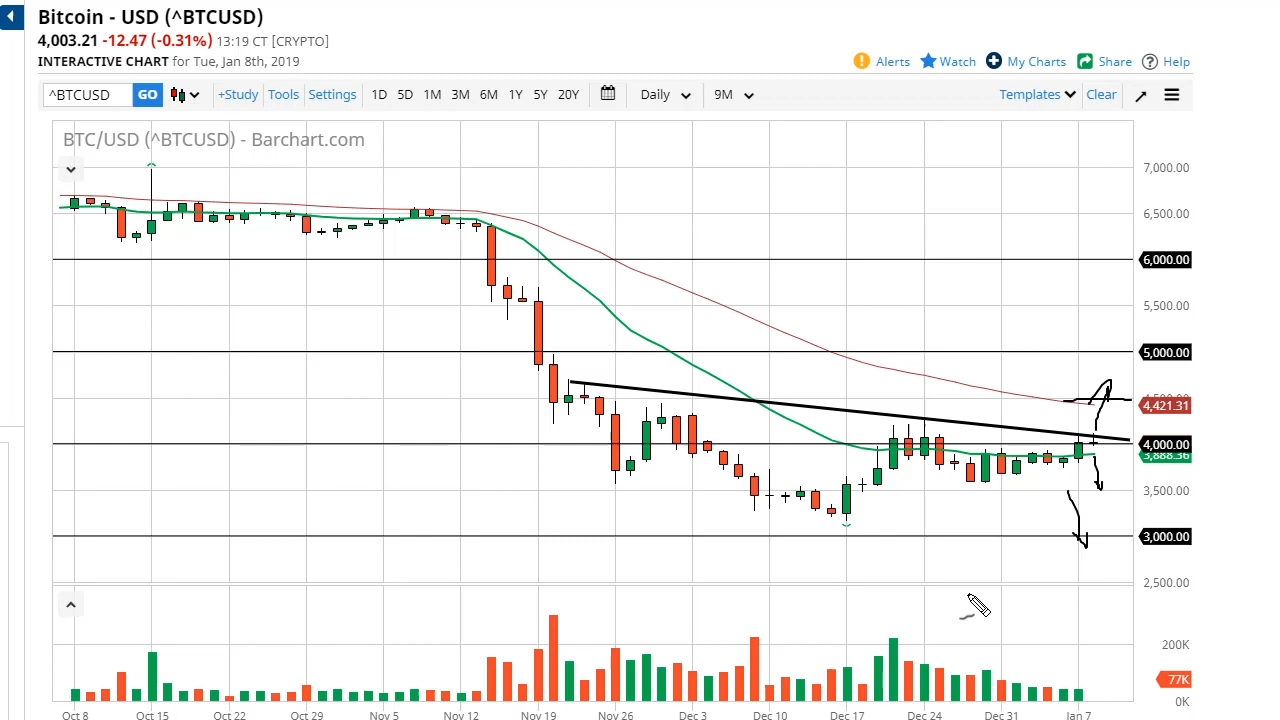 Bitcoin - USD (^BTCUSD)
4,003.21 -12.47 (-0.31%) 13:19 CT [CRYPTO]
INTERACTIVE CHART for Tue, Jan 8th, 2019
Alerts Watch My Charts Share Help
^BTCUSD GO +Study Tools Settings 1D 5D 1M 3M 6M 1Y 5Y 20Y Daily 9M Templates Clear
BTC/USD (^BTCUSD) - Barchart.com
7,000.00
6,500.00
6,000.00
5,500.00
5,000.00
4,421.31
4,000.00
3,500.00
3,000.00
2,500.00
200K
77K
0K
Oct 8 Oct 15 Oct 22 Oct 29 Nov 5 Nov 12 Nov 19 Nov 26 Dec 3 Dec 10 Dec 17 Dec 24 Dec 31 Jan 7